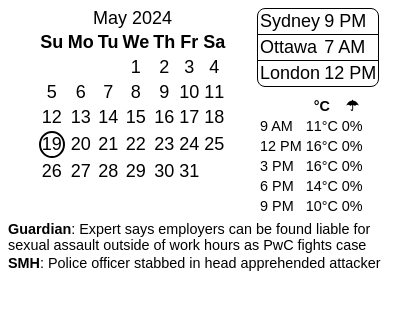 May 2024
Su Mo Tu We Th Fr Sa
1 2 3 4
5 6 7 8 9 10 11
12 13 14 15 16 17 18
19 20 21 22 23 24 25
26 27 28 29 30 31
Sydney 9 PM
Ottawa 7 AM
London 12 PM
°C ☂
9 AM 11°C 0%
12 PM 16°C 0%
3 PM 16°C 0%
6 PM 14°C 0%
9 PM 10°C 0%
Guardian: Expert says employers can be found liable for
sexual assault outside of work hours as PwC fights case
SMH: Police officer stabbed in head apprehended attacker